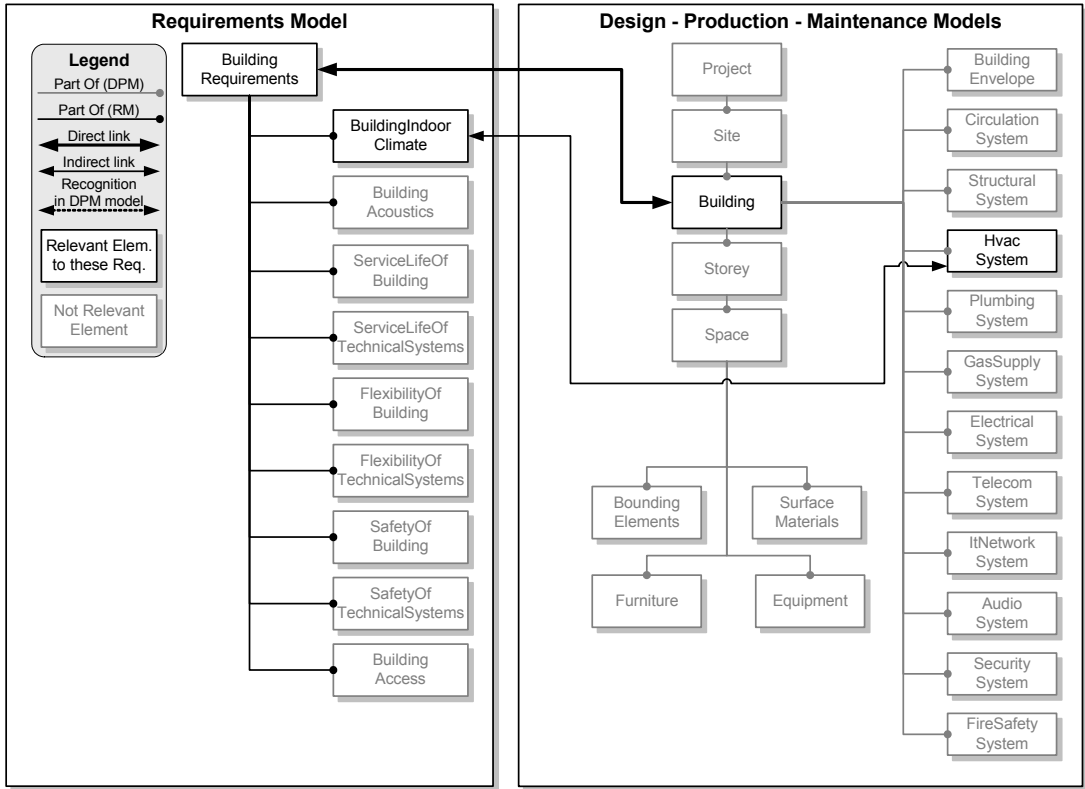 Requirements Model
Legend
Part Of (DPM)
Part Of (RM)
Direct link
Indirect link
Recognition
in DPM model
Relevant Elem.
to these Req.
Not Relevant
Element
Building
Requirements
BuildingIndoor
Climate
Building
Acoustics
ServiceLifeOf
Building
ServiceLifeOf
TechnicalSystems
FlexibilityOf
Building
FlexibilityOf
TechnicalSystems
SafetyOf
Building
SafetyOf
TechnicalSystems
Building
Access
Design - Production - Maintenance Models
Project
Site
Building
Storey
Space
Bounding
Elements
Surface
Materials
Furniture
Equipment
Building
Envelope
Circulation
System
Structural
System
Hvac
System
Plumbing
System
GasSupply
System
Electrical
System
Telecom
System
ItNetwork
System
Audio
System
Security
System
FireSafety
System